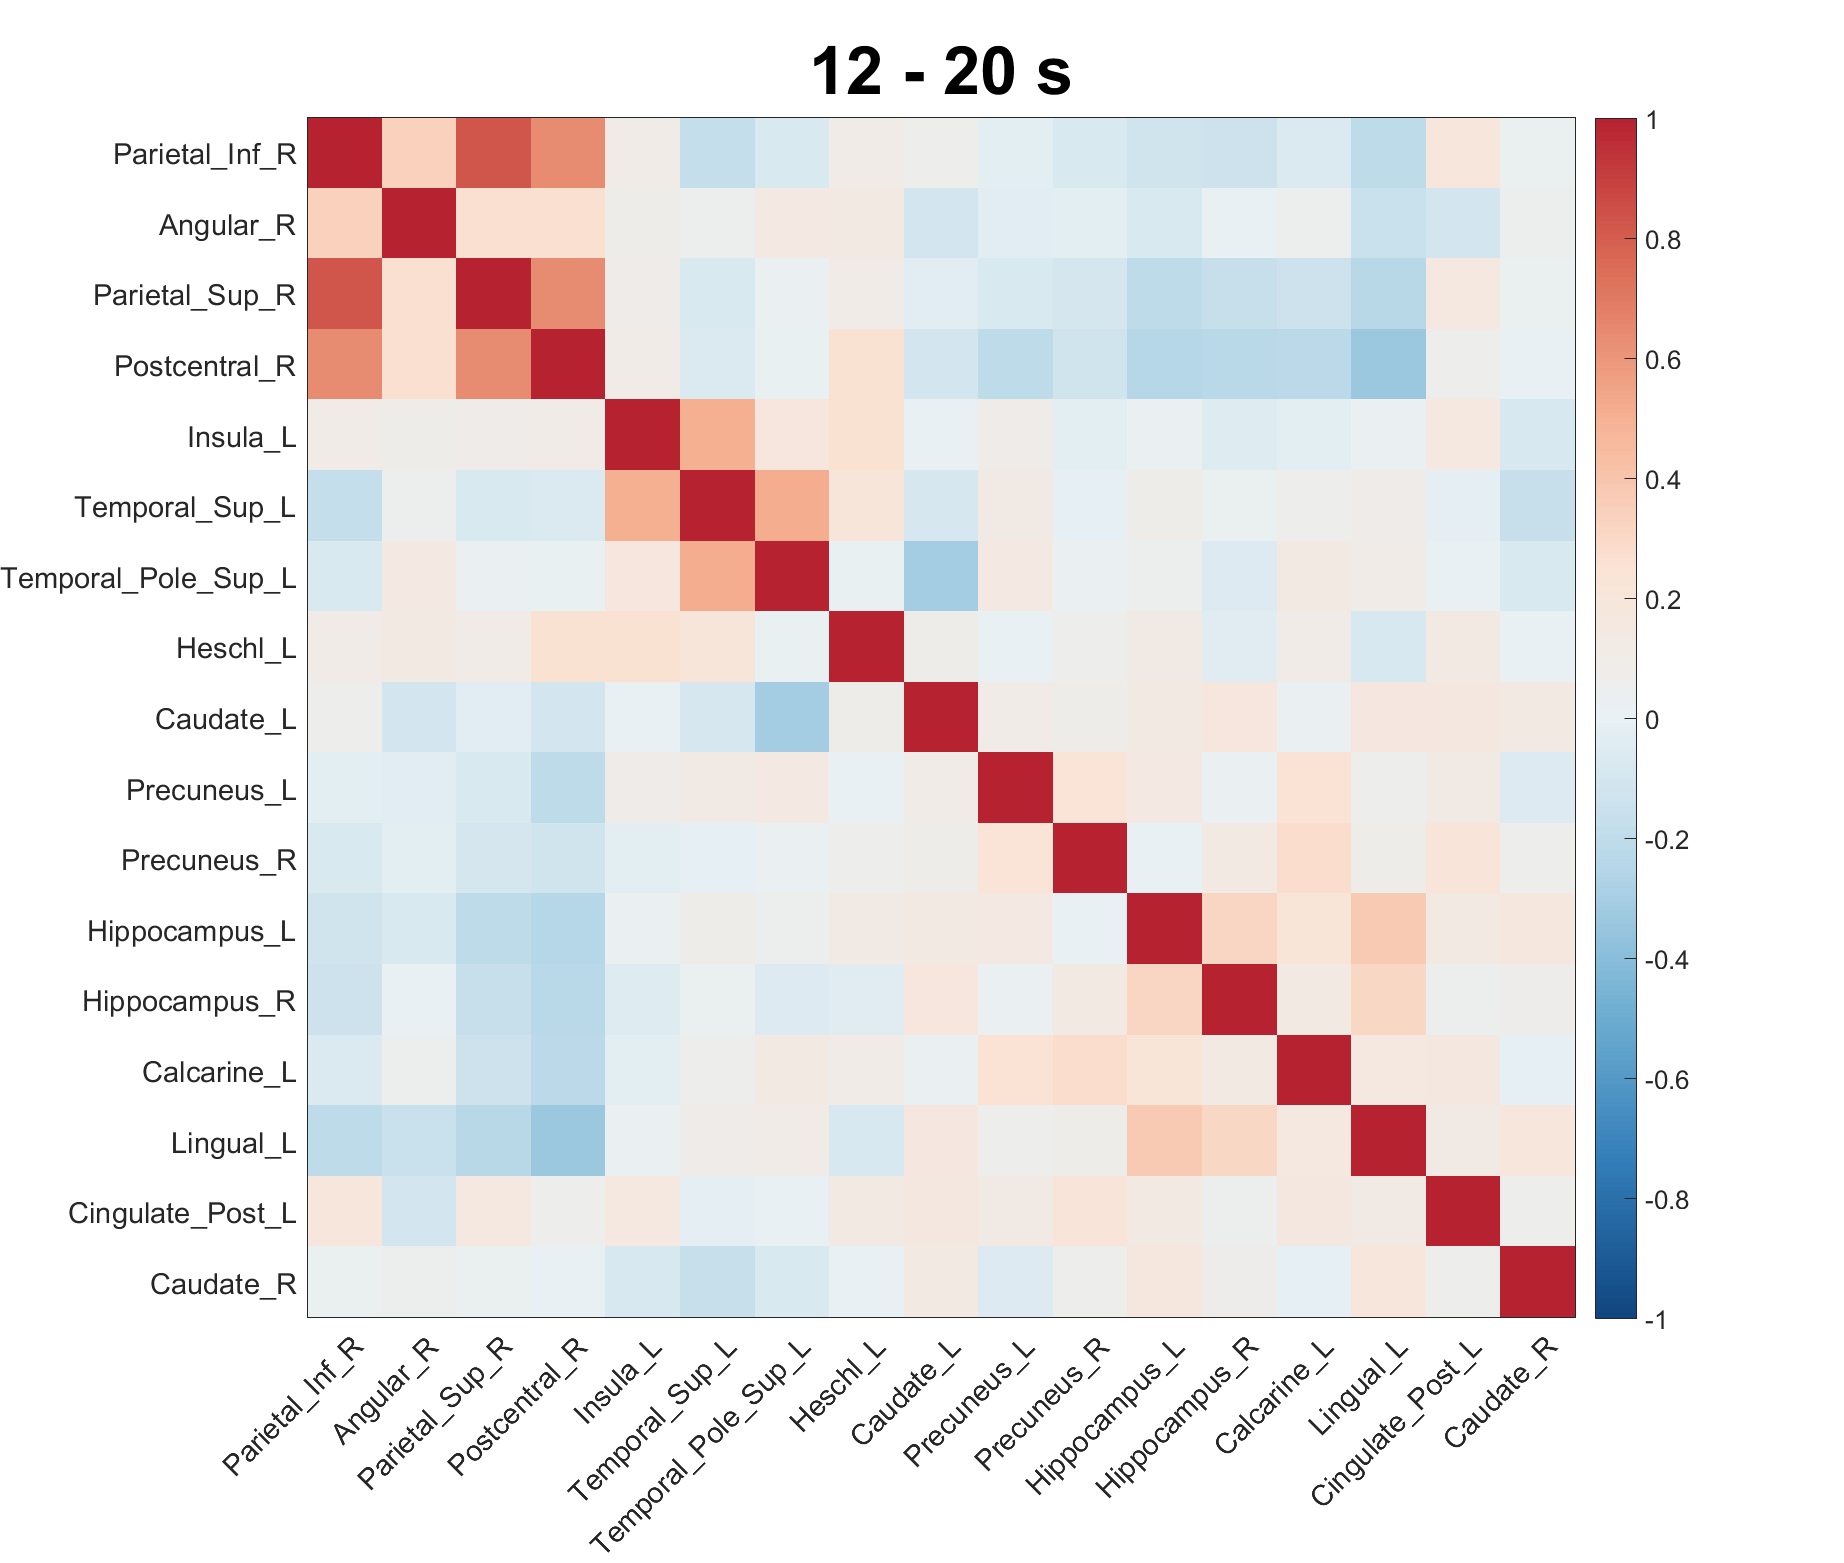 12 - 20 s
Parietal_Inf_R
Angular_R
Parietal_Sup_R
Postcentral_R
Insula_L
Temporal_Sup_L
Temporal_Pole_Sup_L
Heschl_L
Caudate_L
Precuneus_L
Precuneus_R
Hippocampus_L
Hippocampus_R
Calcarine_L
Lingual_L
Cingulate_Post_L
Caudate_R
1
0.8
0.6
0.4
0.2
0
-0.2
-0.4
-0.6
-0.8
-1
Parietal_Inf_R
Angular_R
Parietal_Sup_R
Postcentral_R
Insula_L
Temporal_Sup_L
Temporal_Pole_Sup_L
Heschl_L
Caudate_L
Precuneus_L
Precuneus_R
Hippocampus_L
Hippocampus_R
Calcarine_L
Lingual_L
Cingulate_Post_L
Caudate_R